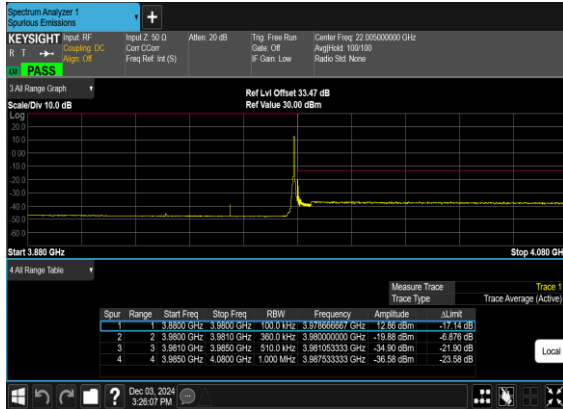 Spectrum Analyzer 1
Spurious Emissions
KEYSIGHT Input: RF Input Z: 50 Ω Atten: 20 dB Trig: Free Run Center Freq: 22.005000000 GHz
R T Coupling: DC Corr CCorr Gate: Off Avg|Hold: 100/100
Align: Off Freq Ref: Int (S) IF Gain: Low Radio Std: None
PASS
3 All Range Graph
Ref Lvl Offset 33.47 dB
Scale/Div 10.0 dB Ref Value 30.00 dBm
Log
20.0
10.0
0.00
-10.0
-20.0
-30.0
-40.0
-50.0
-60.0
Start 3.880 GHz Stop 4.080 GH
4 All Range Table
Measure Trace Trace 1
Trace Type Trace Average (Active)
Spur Range Start Freq Stop Freq RBW Frequency Amplitude ΔLimit
1 1 3.8800 GHz 3.9800 GHz 100.0 kHz 3.978666667 GHz 12.86 dBm -17.14 dB
2 2 3.9800 GHz 3.9810 GHz 360.0 kHz 3.980000000 GHz -19.88 dBm -6.876 dB
3 3 3.9810 GHz 3.9850 GHz 510.0 kHz 3.981053333 GHz -34.90 dBm -21.90 dB
4 4 3.9850 GHz 4.0800 GHz 1.000 MHz 3.987533333 GHz -36.58 dBm -23.58 dB
Local
Dec 03, 2024
3:26:07 PM